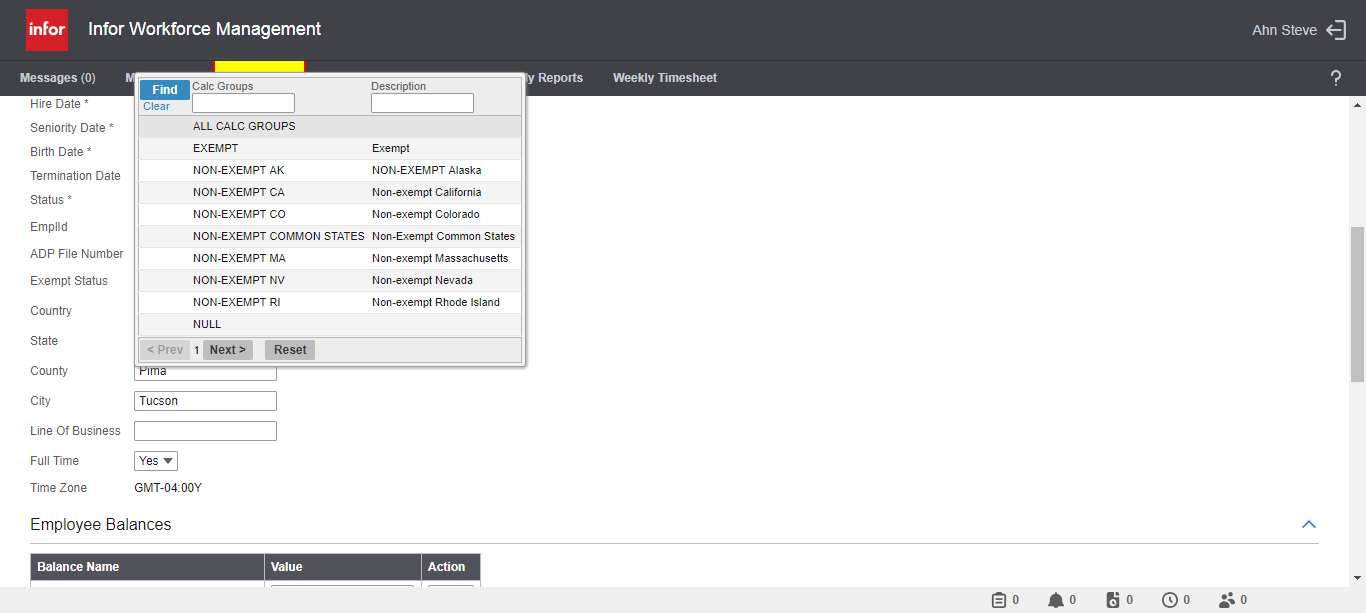 infor Infor Workforce Management Ahn Steve
Messages (0) M y Reports Weekly Timesheet ?
Find Calc Groups Description
Clear
ALL CALC GROUPS
EXEMPT Exempt
NON-EXEMPT AK NON-EXEMPT Alaska
NON-EXEMPT CA Non-exempt California
NON-EXEMPT CO Non-exempt Colorado
NON-EXEMPT COMMON STATES Non-Exempt Common States
NON-EXEMPT MA Non-exempt Massachusetts
NON-EXEMPT NV Non-exempt Nevada
NON-EXEMPT RI Non-exempt Rhode Island
NULL
< Prev 1 Next > Reset
Hire Date *
Seniority Date *
Birth Date *
Termination Date
Status *
EmplId
ADP File Number
Exempt Status
Country
State
County Pima
City Tucson
Line Of Business
Full Time Yes
Time Zone GMT-04:00Y
Employee Balances
Balance Name Value Action
0 0 0 0 0